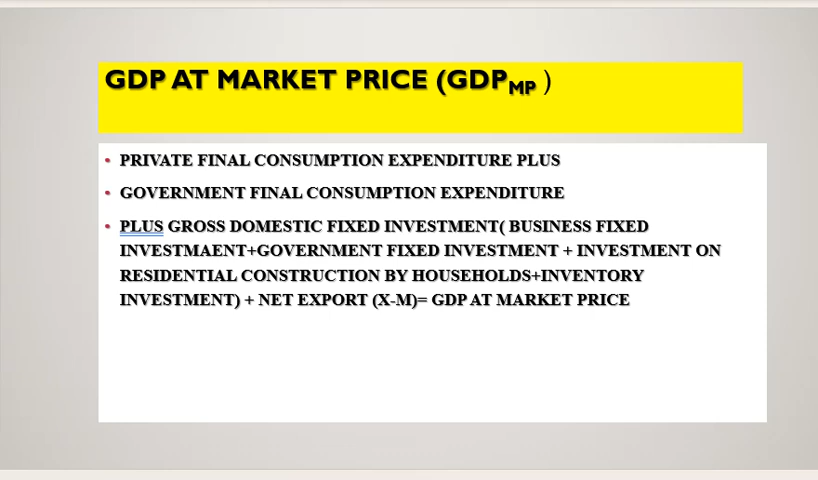 GDP AT MARKET PRICE (GDPMP )
• PRIVATE FINAL CONSUMPTION EXPENDITURE PLUS
• GOVERNMENT FINAL CONSUMPTION EXPENDITURE
• PLUS GROSS DOMESTIC FIXED INVESTMENT( BUSINESS FIXED
INVESTMAENT+GOVERNMENT FIXED INVESTMENT + INVESTMENT ON
RESIDENTIAL CONSTRUCTION BY HOUSEHOLDS+INVENTORY
INVESTMENT) + NET EXPORT (X-M)= GDP AT MARKET PRICE